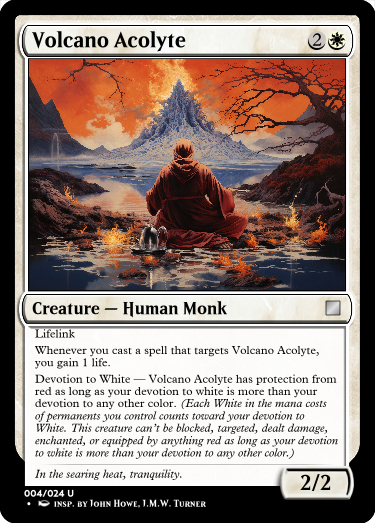 Volcano Acolyte 2
Creature — Human Monk
Lifelink
Whenever you cast a spell that targets Volcano Acolyte,
you gain 1 life.
Devotion to White — Volcano Acolyte has protection from
red as long as your devotion to white is more than your
devotion to any other color. (Each White in the mana costs
of permanents you control counts toward your devotion to
White. This creature can't be blocked, targeted, dealt damage,
enchanted, or equipped by anything red as long as your devotion
to white is more than your devotion to any other color.)
In the searing heat, tranquility.
2/2
004/024 U
• INSP. BY JOHN HOWE, J.M.W. TURNER